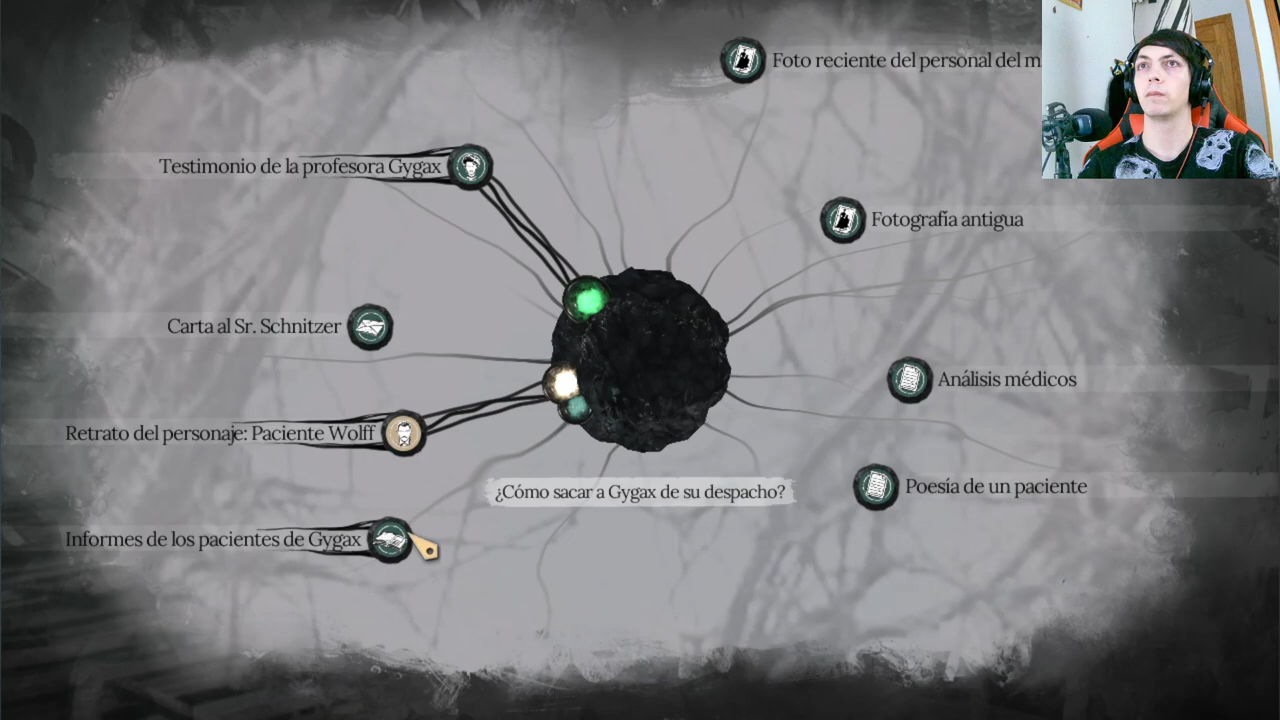 Foto reciente del personal del
Testimonio de la profesora Gygax
Fotografía antigua
Carta al Sr. Schnitzer
Análisis médicos
Retrato del personaje: Paciente Wolff
¿Cómo sacar a Gygax de su despacho?
Poesía de un paciente
Informes de los pacientes de Gygax